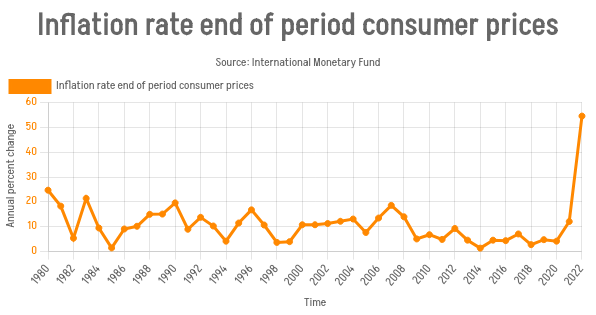 Inflation rate end of period consumer prices
Source: International Monetary Fund
Inflation rate end of period consumer prices
Annual percent change
60
50
40
30
20
10
0
1980 1982 1984 1986 1988 1990 1992 1994 1996 1998 2000 2002 2004 2006 2008 2010 2012 2014 2016 2018 2020 2022
Time